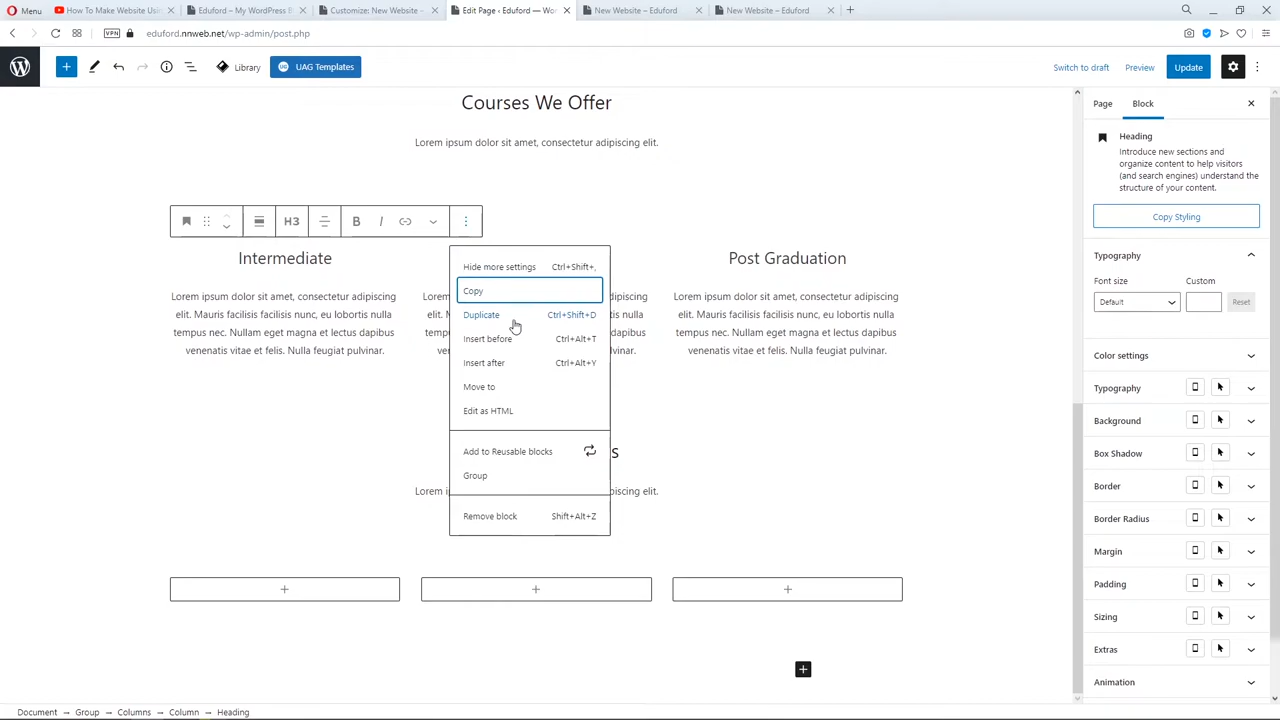 Menu
How To Make Website Using
Eduford – My WordPress B
Customize: New Website –
Edit Page ‹ Eduford — Wor
New Website – Eduford
New Website – Eduford
VPN
eduford.nnweb.net/wp-admin/post.php
Library
UAG Templates
Switch to draft
Preview
Update
Courses We Offer
Lorem ipsum dolor sit amet, consectetur adipiscing elit.
H3
B
I
Intermediate
Lorem ipsum dolor sit amet, consectetur adipiscing
elit. Mauris facilisis nunc, eu lobortis nunc
tempus nec. Nullam eget magna et lectus dapibus
venenatis vitae et felis. Nulla feugiat pulvinar.
Hide more settings Ctrl+Shift+,
Copy
Duplicate Ctrl+Shift+D
Insert before Ctrl+Alt+T
Insert after Ctrl+Alt+Y
Move to
Edit as HTML
Add to Reusable blocks
Group
Remove block Shift+Alt+Z
Post Graduation
Lorem ipsum dolor sit amet, consectetur adipiscing
elit. Mauris facilisis nunc, eu lobortis nunc
tempus nec. Nullam eget magna et lectus dapibus
venenatis vitae et felis. Nulla feugiat pulvinar.
Page
Block
Heading
Introduce new sections and
organize content to help visitors
(and search engines) understand the
structure of your content.
Copy Styling
Typography
Font size
Custom
Default
Reset
Color settings
Typography
Background
Box Shadow
Border
Border Radius
Margin
Padding
Sizing
Extras
Animation
Document → Group → Columns → Column → Heading